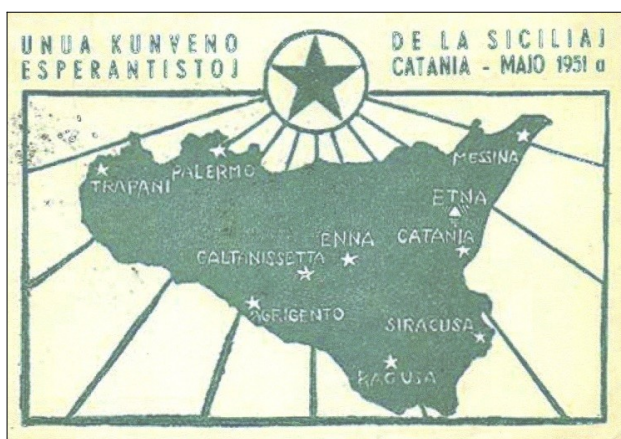 UNUA KUNVENO DE LA SICILIAJ
ESPERANTISTOJ CATANIA - MAJO 1951 a
MESSINA
PALERMO
TRAPANI
ETNA
ENNA
CATANIA
CALTANISSETTA
AGRIGENTO
SIRACUSA
RAGUSA